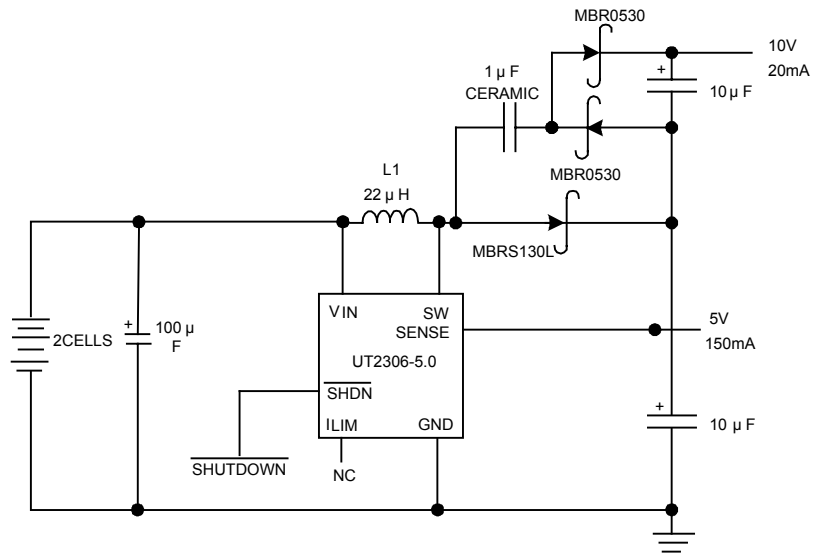 MBR0530
10V
20mA
1 μ F
CERAMIC
+
10 μ F
MBR0530
L1
22 μ H
MBRS130L
VIN
SW
SENSE
5V
150mA
2CELLS
+
100 μ
F
UT2306-5.0
SHDN
ILIM
GND
+
10 μ F
SHUTDOWN
NC